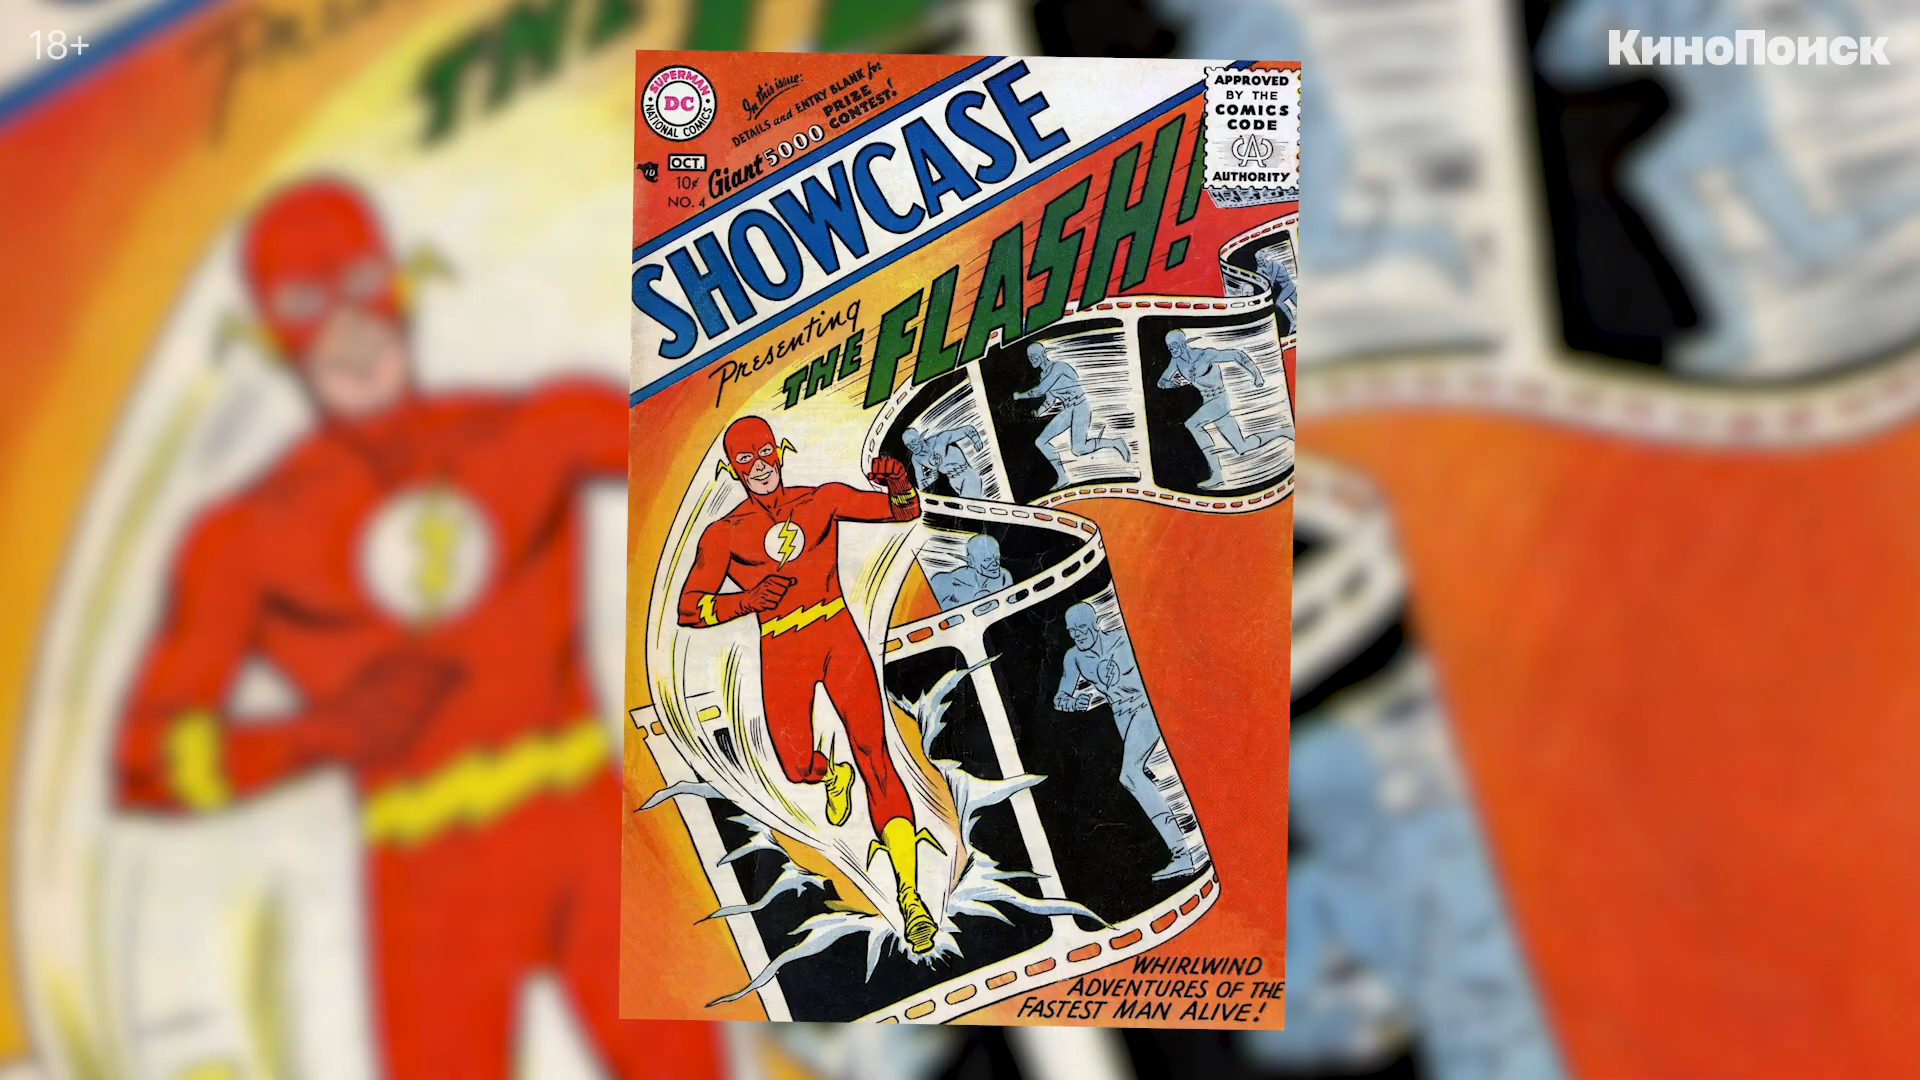 18+
КиноПоиск
SUPERMAN
DC
NATIONAL COMICS
In this issue:
DETAILS and ENTRY BLANK for
Giant 5000 PRIZE
CONTEST!
OCT.
10¢
NO. 4
APPROVED
BY THE
COMICS
CODE
AUTHORITY
SHOWCASE
Presenting
THE FLASH!
WHIRLWIND
ADVENTURES OF THE
FASTEST MAN ALIVE!